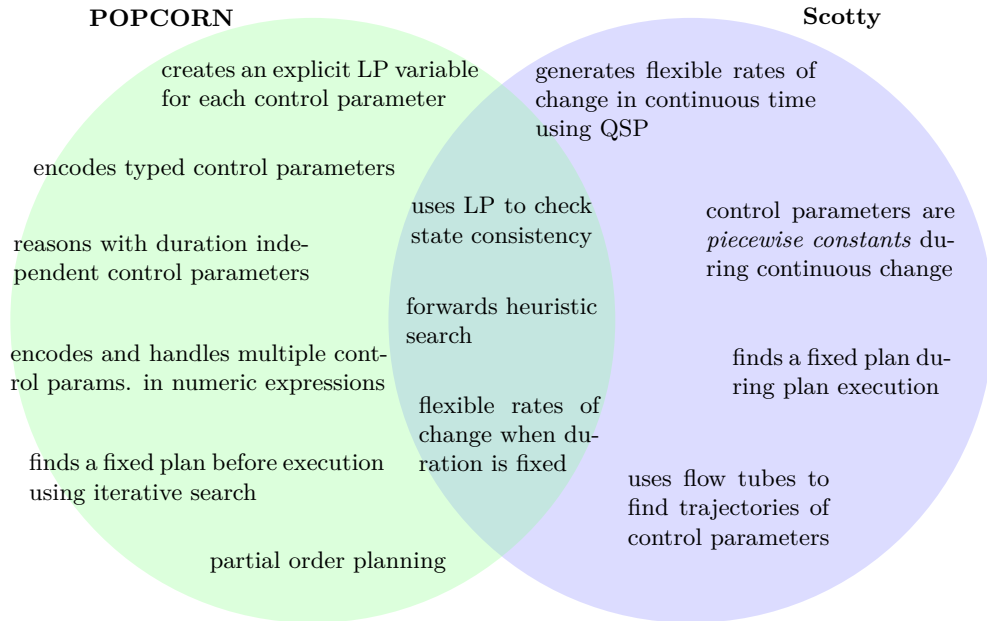 POPCORN
Scotty
creates an explicit LP variable
for each control parameter
encodes typed control parameters
reasons with duration inde-
pendent control parameters
encodes and handles multiple cont-
rol params. in numeric expressions
finds a fixed plan before execution
using iterative search
partial order planning
uses LP to check
state consistency
forwards heuristic
search
flexible rates of
change when du-
ration is fixed
generates flexible rates of
change in continuous time
using QSP
control parameters are
piecewise constants du-
ring continuous change
finds a fixed plan du-
ring plan execution
uses flow tubes to
find trajectories of
control parameters